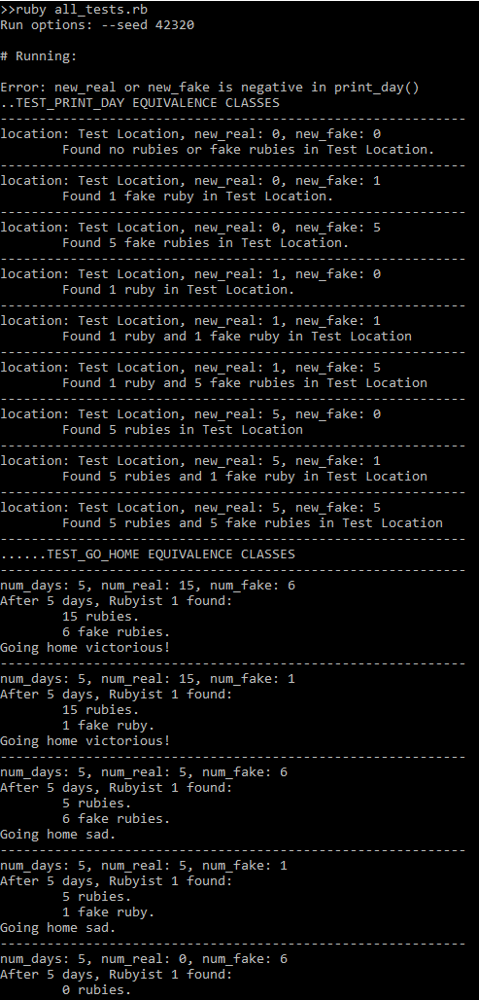 >>ruby all_tests.rb
Run options: --seed 42320
# Running:
Error: new_real or new_fake is negative in print_day()
..TEST_PRINT_DAY EQUIVALENCE CLASSES
------------------------------------------------------------
location: Test Location, new_real: 0, new_fake: 0
        Found no rubies or fake rubies in Test Location.
------------------------------------------------------------
location: Test Location, new_real: 0, new_fake: 1
        Found 1 fake ruby in Test Location.
------------------------------------------------------------
location: Test Location, new_real: 0, new_fake: 5
        Found 5 fake rubies in Test Location.
------------------------------------------------------------
location: Test Location, new_real: 1, new_fake: 0
        Found 1 ruby in Test Location.
------------------------------------------------------------
location: Test Location, new_real: 1, new_fake: 1
        Found 1 ruby and 1 fake ruby in Test Location
------------------------------------------------------------
location: Test Location, new_real: 1, new_fake: 5
        Found 1 ruby and 5 fake rubies in Test Location
------------------------------------------------------------
location: Test Location, new_real: 5, new_fake: 0
        Found 5 rubies in Test Location
------------------------------------------------------------
location: Test Location, new_real: 5, new_fake: 1
        Found 5 rubies and 1 fake ruby in Test Location
------------------------------------------------------------
location: Test Location, new_real: 5, new_fake: 5
        Found 5 rubies and 5 fake rubies in Test Location
------------------------------------------------------------
......TEST_GO_HOME EQUIVALENCE CLASSES
------------------------------------------------------------
num_days: 5, num_real: 15, num_fake: 6
After 5 days, Rubyist 1 found:
        15 rubies.
        6 fake rubies.
Going home victorious!
------------------------------------------------------------
num_days: 5, num_real: 15, num_fake: 1
After 5 days, Rubyist 1 found:
        15 rubies.
        1 fake ruby.
Going home victorious!
------------------------------------------------------------
num_days: 5, num_real: 5, num_fake: 6
After 5 days, Rubyist 1 found:
        5 rubies.
        6 fake rubies.
Going home sad.
------------------------------------------------------------
num_days: 5, num_real: 5, num_fake: 1
After 5 days, Rubyist 1 found:
        5 rubies.
        1 fake ruby.
Going home sad.
------------------------------------------------------------
num_days: 5, num_real: 0, num_fake: 6
After 5 days, Rubyist 1 found:
        0 rubies.